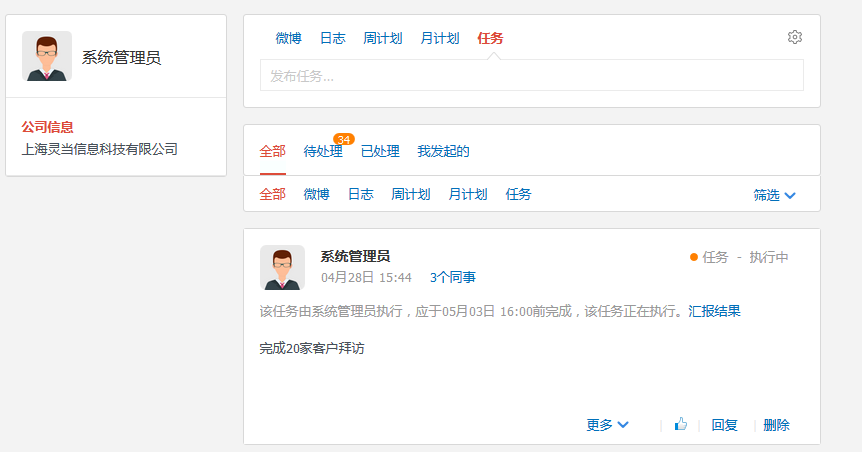 系统管理员
公司信息
上海灵当信息科技有限公司
微博 日志 周计划 月计划 任务
发布任务...
全部 待处理 34 已处理 我发起的
全部 微博 日志 周计划 月计划 任务 筛选
系统管理员 任务 - 执行中
04月28日 15:44 3个同事
该任务由系统管理员执行，应于05月03日 16:00前完成，该任务正在执行。汇报结果
完成20家客户拜访
更多 回复 删除